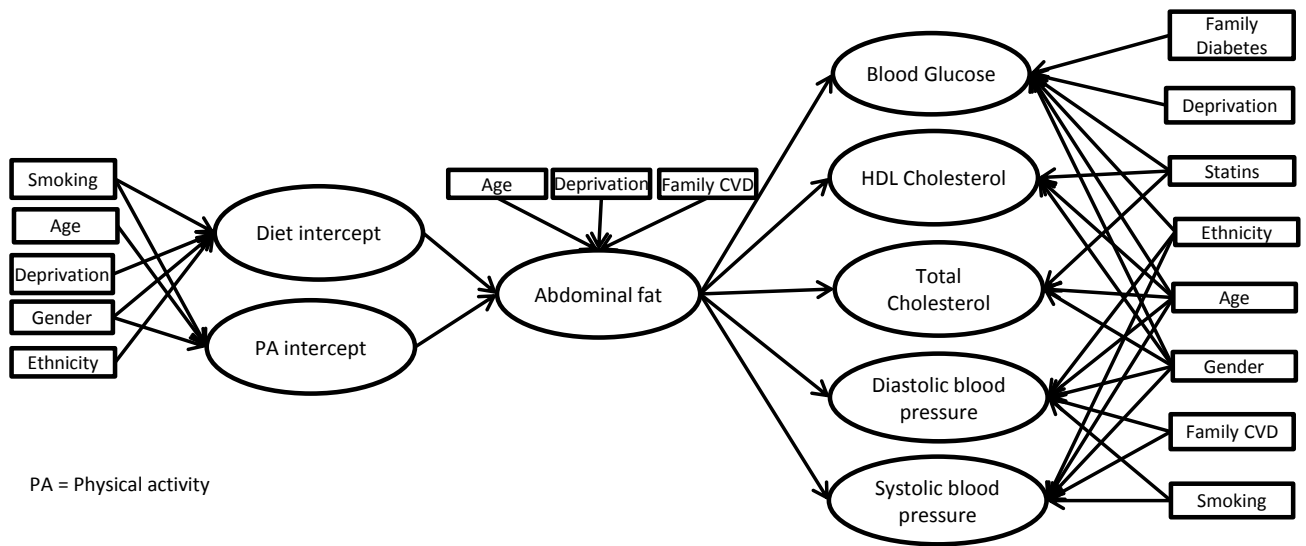 Smoking
Age
Deprivation
Gender
Ethnicity
Diet intercept
PA intercept
Age
Deprivation
Family CVD
Abdominal fat
Blood Glucose
HDL Cholesterol
Total
Cholesterol
Diastolic blood
pressure
Systolic blood
pressure
Family
Diabetes
Deprivation
Statins
Ethnicity
Age
Gender
Family CVD
Smoking
PA = Physical activity